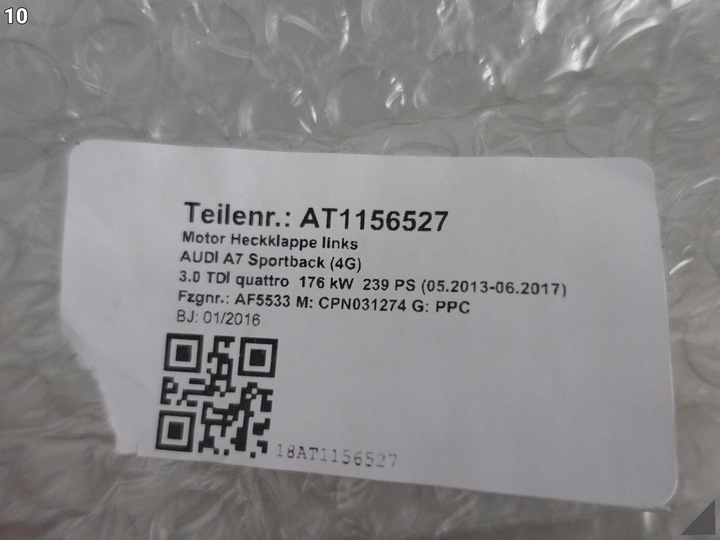 10
Teilenr.: AT1156527
Motor Heckklappe links
AUDI A7 Sportback (4G)
3.0 TDI quattro 176 kW 239 PS (05.2013-06.2017)
Fzgnr.: AF5533 M: CPN031274 G: PPC
BJ: 01/2016
18AT1156527